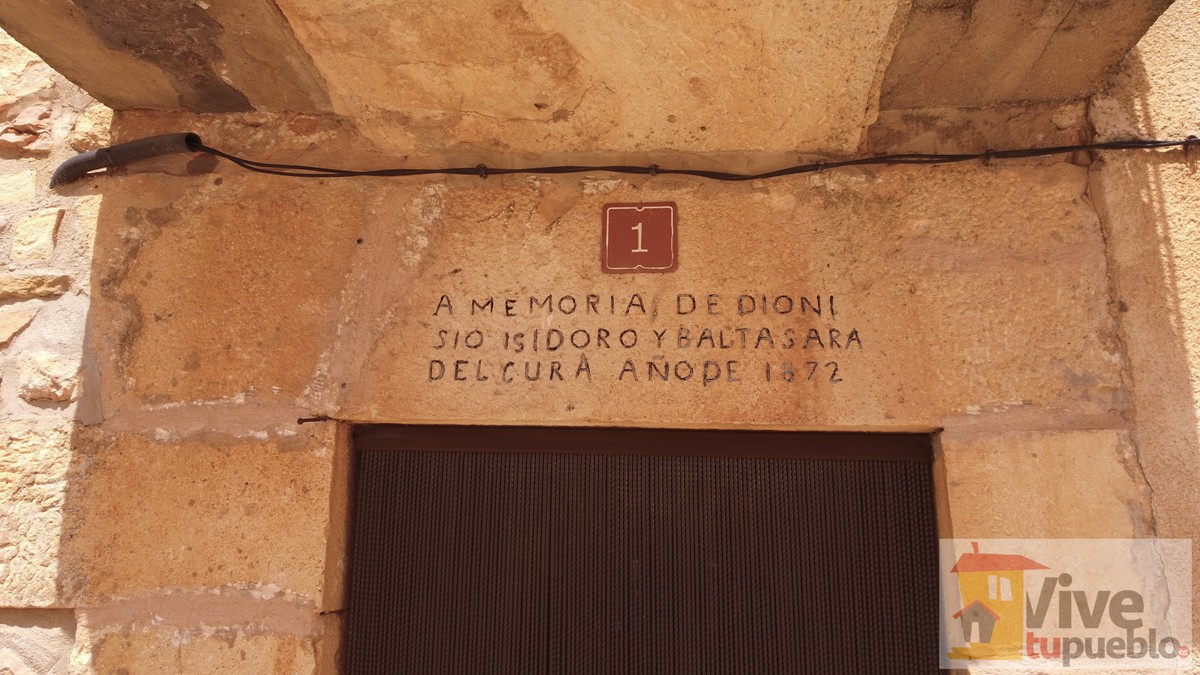 1
A MEMORIA, DE DIONI
SIO ISIDORO Y BALTASARA
DEL CURA AÑO DE 1872
Vive
tupueblo